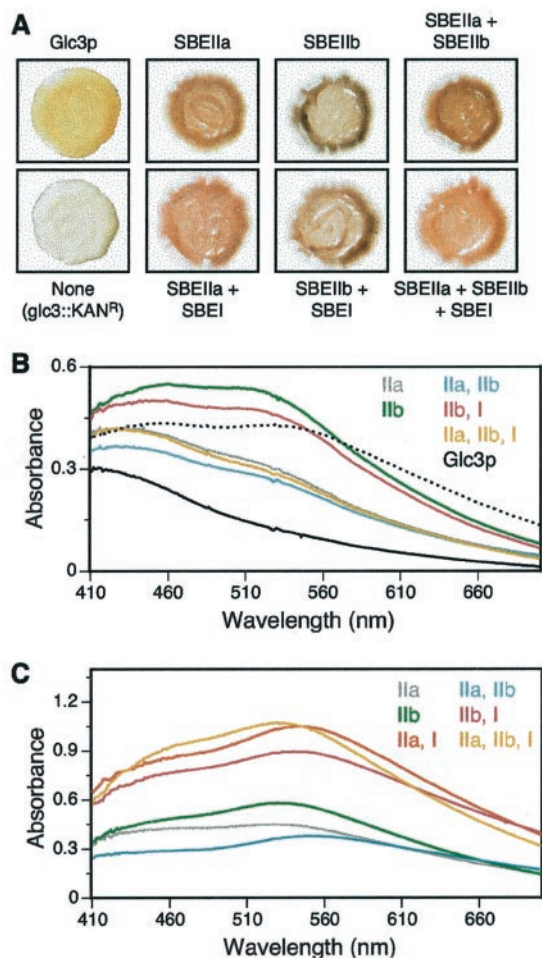 A
Glc3p
SBEIIa
SBEIIb
SBEIIa +
SBEIIb
None
(glc3::KANᴿ)
SBEIIa +
SBEI
SBEIIb +
SBEI
SBEIIa + SBEIIb
+ SBEI
B
0.6
0.3
0
Absorbance
IIa
IIa, IIb
IIb
IIb, I
IIa, IIb, I
Glc3p
410
460
510
560
610
660
Wavelength (nm)
C
1.2
0.9
0.6
0.3
0
Absorbance
IIa
IIa, IIb
IIb
IIb, I
IIa, I
IIa, IIb, I
410
460
510
560
610
660
Wavelength (nm)